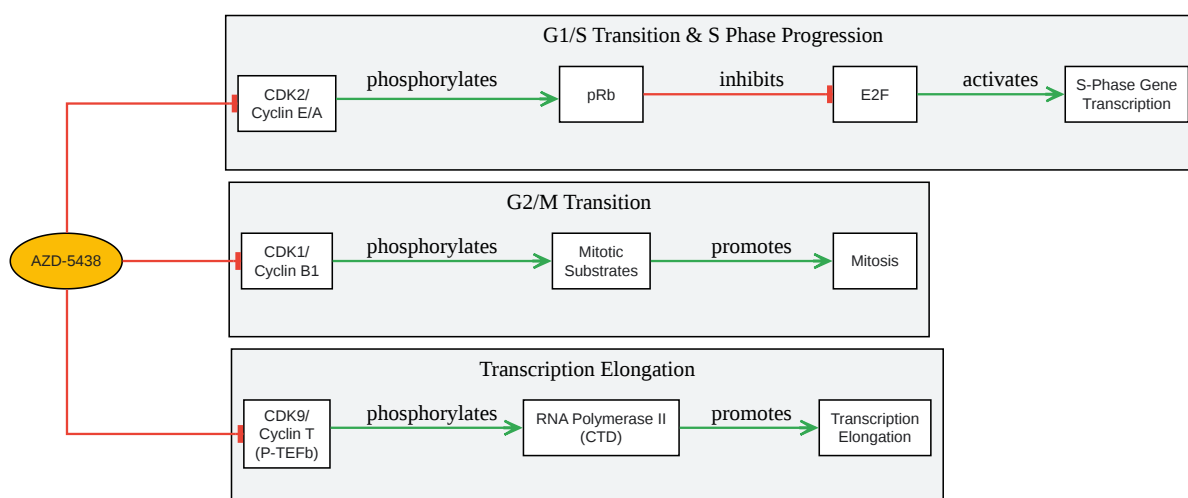 G1/S Transition & S Phase Progression
CDK2/
Cyclin E/A
phosphorylates
pRb
inhibits
E2F
activates
S-Phase Gene
Transcription
AZD-5438
G2/M Transition
CDK1/
Cyclin B1
phosphorylates
Mitotic
Substrates
promotes
Mitosis
Transcription Elongation
CDK9/
Cyclin T
(P-TEFb)
phosphorylates
RNA Polymerase II
(CTD)
promotes
Transcription
Elongation